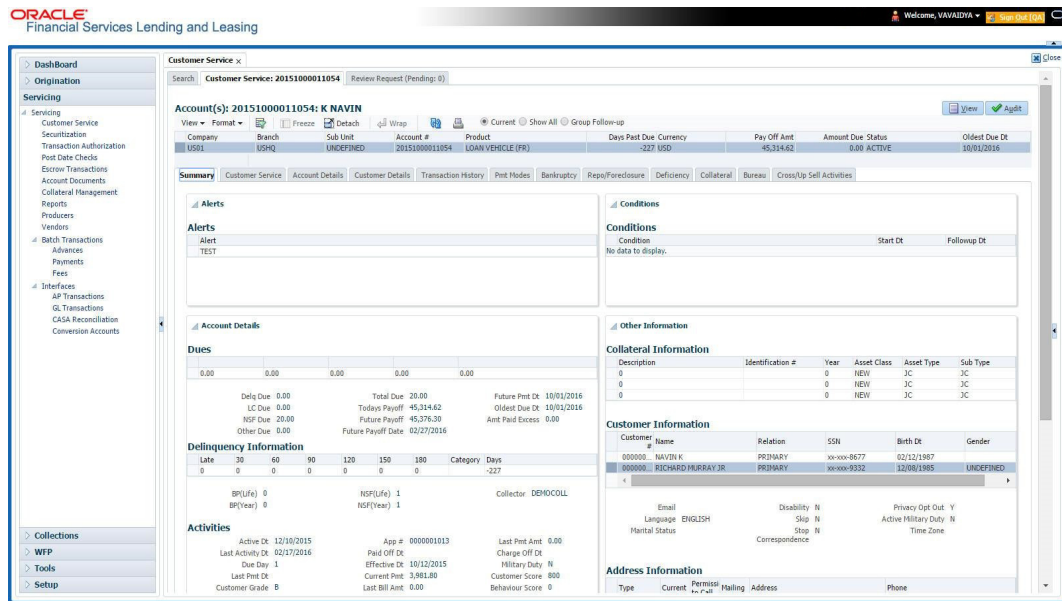 ORACLE
Financial Services Lending and Leasing
Welcome, VAVAIDYA
Sign Out [QA]
Close
DashBoard
Origination
Servicing
Servicing
Customer Service
Securitization
Transaction Authorization
Post Date Checks
Escrow Transactions
Account Documents
Collateral Management
Reports
Producers
Vendors
Batch Transactions
Advances
Payments
Fees
Interfaces
AP Transactions
GL Transactions
CASA Reconciliation
Conversion Accounts
Collections
WFP
Tools
Setup
Customer Service x
Search Customer Service: 20151000011054 Review Request (Pending: 0)
Account(s): 20151000011054: K NAVIN
View Audit
View Format Freeze Detach Wrap Current Show All Group Follow-up
Company Branch Sub Unit Account # Product Days Past Due Currency Pay Off Amt Amount Due Status Oldest Due Dt
US01 USHQ UNDEFINED 20151000011054 LOAN VEHICLE (FR) -227 USD 45,314.62 0.00 ACTIVE 10/01/2016
Summary Customer Service Account Details Customer Details Transaction History Pmt Modes Bankruptcy Repo/Foreclosure Deficiency Collateral Bureau Cross/Up Sell Activities
Alerts
Alerts
Alert
TEST
Conditions
Conditions
Condition Start Dt Followup Dt
No data to display.
Account Details
Dues
0.00 0.00 0.00 0.00 0.00
Delq Due 0.00 Total Due 20.00 Future Pmt Dt 10/01/2016
LC Due 0.00 Todays Payoff 45,314.62 Oldest Due Dt 10/01/2016
NSF Due 20.00 Future Payoff 45,376.30 Amt Paid Excess 0.00
Other Due 0.00 Future Payoff Date 02/27/2016
Delinquency Information
Late 30 60 90 120 150 180 Category Days
0 0 0 0 0 0 0 -227
BP(Life) 0 NSF(Life) 1 Collector DEMOCOLL
BP(Year) 0 NSF(Year) 1
Activities
Active Dt 12/10/2015 App # 0000001013 Last Pmt Amt 0.00
Last Activity Dt 02/17/2016 Paid Off Dt Charge Off Dt
Due Day 1 Effective Dt 10/12/2015 Military Duty N
Last Pmt Dt Current Pmt 3,981.80 Customer Score 800
Customer Grade B Last Bill Amt 0.00 Behaviour Score 0
Other Information
Collateral Information
Description Identification # Year Asset Class Asset Type Sub Type
0 0 NEW JC JC
0 0 NEW JC JC
0 0 NEW JC JC
Customer Information
Customer # Name Relation SSN Birth Dt Gender
000000... NAVIN K PRIMARY xx-xxx-8677 02/12/1987
000000... RICHARD MURRAY JR PRIMARY xx-xxx-9332 12/08/1985 UNDEFINED
Email Disability N Privacy Opt Out Y
Language ENGLISH Skip N Active Military Duty N
Marital Status Stop Correspondence N Time Zone
Address Information
Type Current Permissi to Call Mailing Address Phone